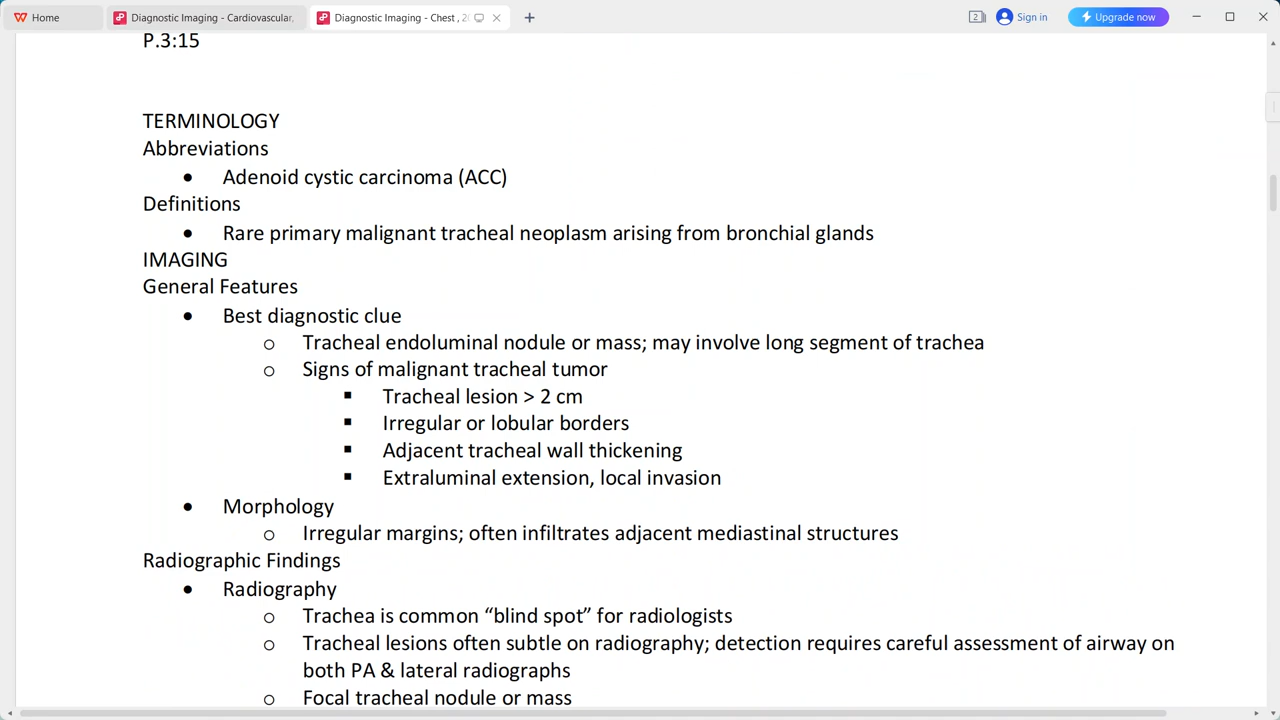 Home
Diagnostic Imaging - Cardiovascular,
Diagnostic Imaging - Chest , 2
Sign in
Upgrade now
P.3:15
TERMINOLOGY
Abbreviations
• Adenoid cystic carcinoma (ACC)
Definitions
• Rare primary malignant tracheal neoplasm arising from bronchial glands
IMAGING
General Features
• Best diagnostic clue
o Tracheal endoluminal nodule or mass; may involve long segment of trachea
o Signs of malignant tracheal tumor
▪ Tracheal lesion > 2 cm
▪ Irregular or lobular borders
▪ Adjacent tracheal wall thickening
▪ Extraluminal extension, local invasion
• Morphology
o Irregular margins; often infiltrates adjacent mediastinal structures
Radiographic Findings
• Radiography
o Trachea is common “blind spot” for radiologists
o Tracheal lesions often subtle on radiography; detection requires careful assessment of airway on
both PA & lateral radiographs
o Focal tracheal nodule or mass